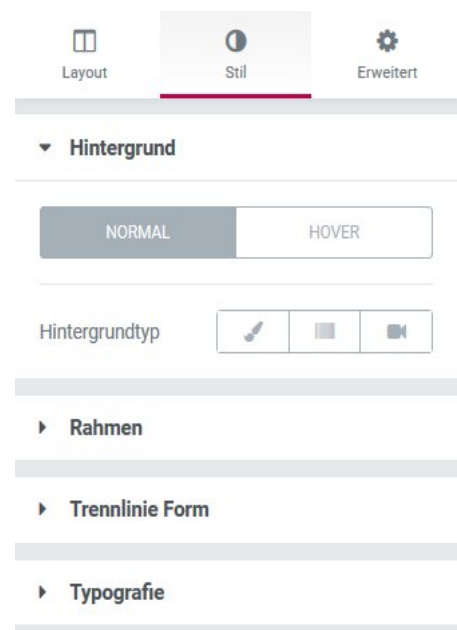 Layout Stil Erweitert
Hintergrund
NORMAL HOVER
Hintergrundtyp
Rahmen
Trennlinie Form
Typografie